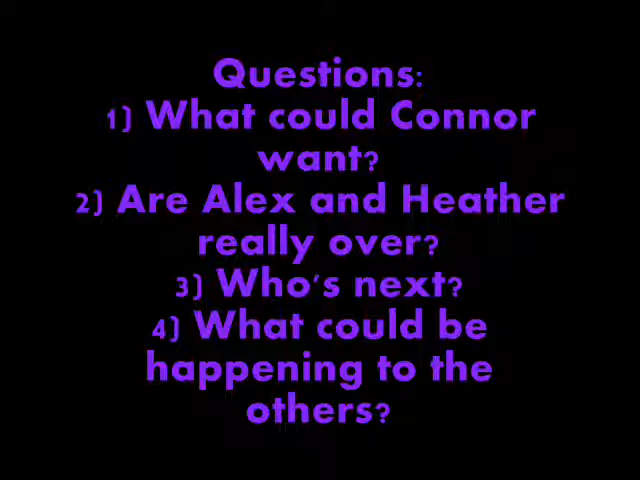 Questions:
1) What could Connor
want?
2) Are Alex and Heather
really over?
3) Who's next?
4) What could be
happening to the
others?